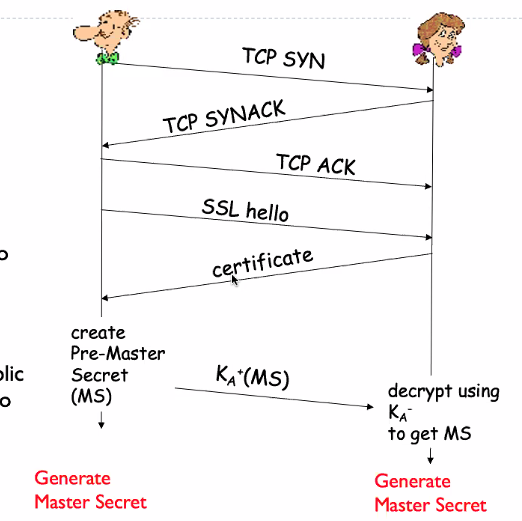 TCP SYN
TCP SYNACK
TCP ACK
SSL hello
certificate
o
create
Pre-Master
Secret
(MS)
blic
o
K_A⁺(MS)
decrypt using
K_A⁻
to get MS
Generate
Master Secret
Generate
Master Secret